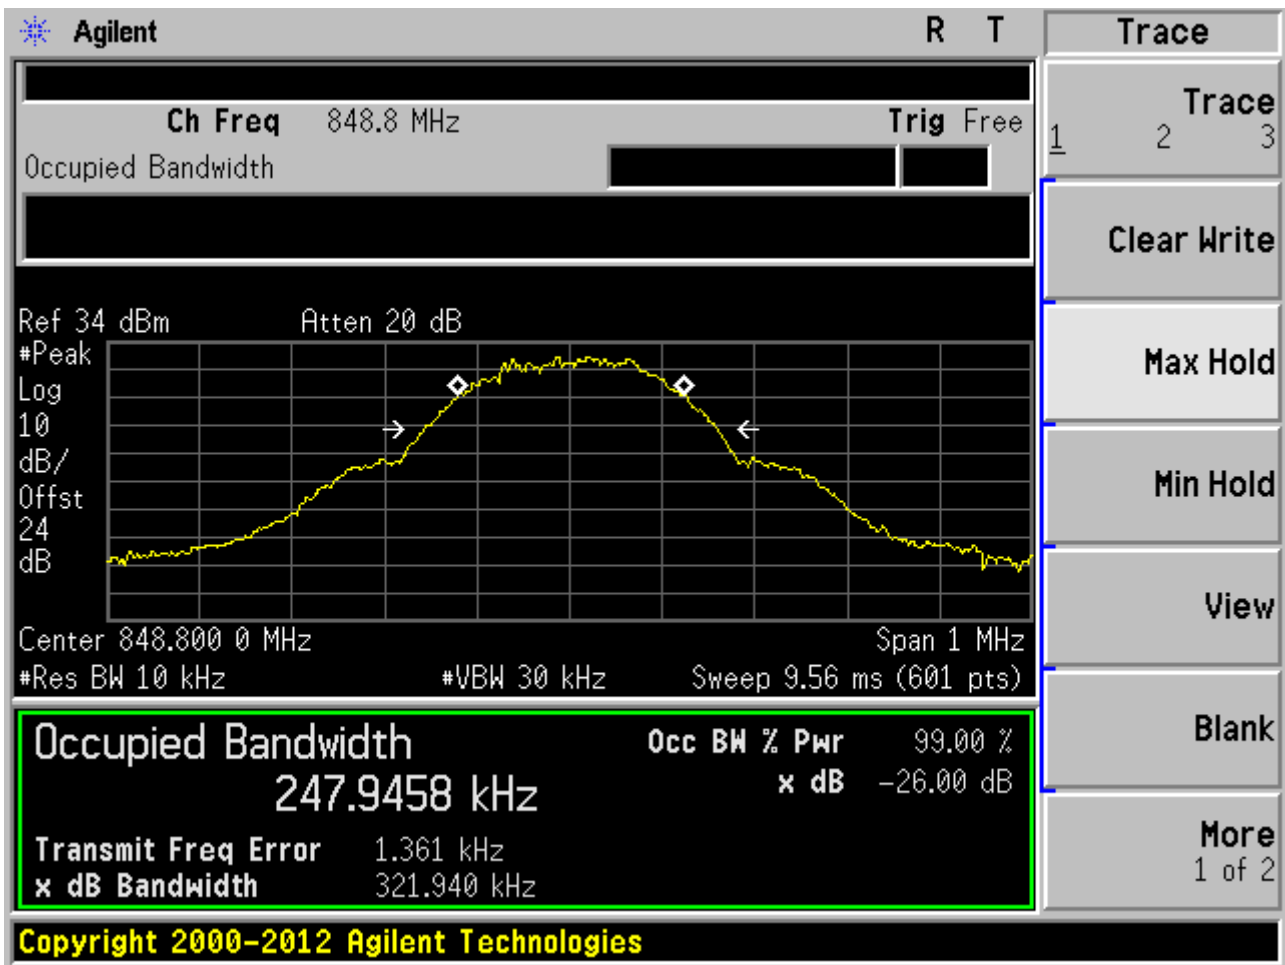 Agilent R T Trace
Ch Freq 848.8 MHz Trig Free
Occupied Bandwidth
Trace
1 2 3
Clear Write
Max Hold
Min Hold
View
Blank
More
1 of 2
Ref 34 dBm Atten 20 dB
#Peak
Log
10
dB/
Offst
24
dB
Center 848.800 0 MHz Span 1 MHz
#Res BW 10 kHz #VBW 30 kHz Sweep 9.56 ms (601 pts)
Occupied Bandwidth Occ BW % Pwr 99.00 %
247.9458 kHz x dB -26.00 dB
Transmit Freq Error 1.361 kHz
x dB Bandwidth 321.940 kHz
Copyright 2000-2012 Agilent Technologies